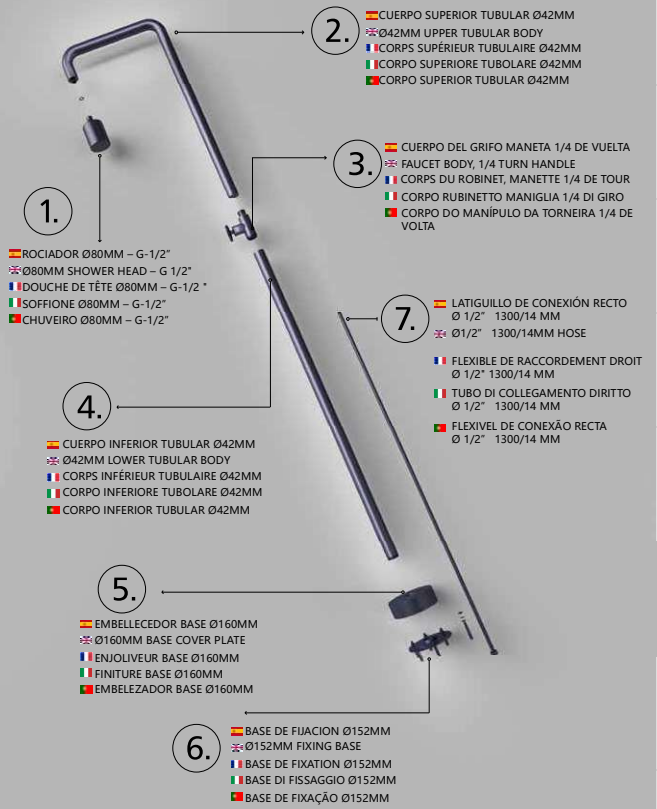 1.
ROCIADOR Ø80MM – G-1/2"
Ø80MM SHOWER HEAD – G 1/2"
DOUCHE DE TÊTE Ø80MM – G-1/2 "
SOFFIONE Ø80MM – G-1/2"
CHUVEIRO Ø80MM – G-1/2"
2.
CUERPO SUPERIOR TUBULAR Ø42MM
Ø42MM UPPER TUBULAR BODY
CORPS SUPÉRIEUR TUBULAIRE Ø42MM
CORPO SUPERIORE TUBOLARE Ø42MM
CORPO SUPERIOR TUBULAR Ø42MM
3.
CUERPO DEL GRIFO MANETA 1/4 DE VUELTA
FAUCET BODY, 1/4 TURN HANDLE
CORPS DU ROBINET, MANETTE 1/4 DE TOUR
CORPO RUBINETTO MANIGLIA 1/4 DI GIRO
CORPO DO MANÍPULO DA TORNEIRA 1/4 DE
VOLTA
4.
CUERPO INFERIOR TUBULAR Ø42MM
Ø42MM LOWER TUBULAR BODY
CORPS INFÉRIEUR TUBULAIRE Ø42MM
CORPO INFERIORE TUBOLARE Ø42MM
CORPO INFERIOR TUBULAR Ø42MM
5.
EMBELLECEDOR BASE Ø160MM
Ø160MM BASE COVER PLATE
ENJOLIVEUR BASE Ø160MM
FINITURE BASE Ø160MM
EMBELEZADOR BASE Ø160MM
6.
BASE DE FIJACION Ø152MM
Ø152MM FIXING BASE
BASE DE FIXATION Ø152MM
BASE DI FISSAGGIO Ø152MM
BASE DE FIXAÇÃO Ø152MM
7.
LATIGUILLO DE CONEXIÓN RECTO
Ø 1/2" 1300/14 MM
Ø1/2" 1300/14MM HOSE
FLEXIBLE DE RACCORDEMENT DROIT
Ø 1/2" 1300/14 MM
TUBO DI COLLEGAMENTO DIRITTO
Ø 1/2" 1300/14 MM
FLEXIVEL DE CONEXÃO RECTA
Ø 1/2" 1300/14 MM